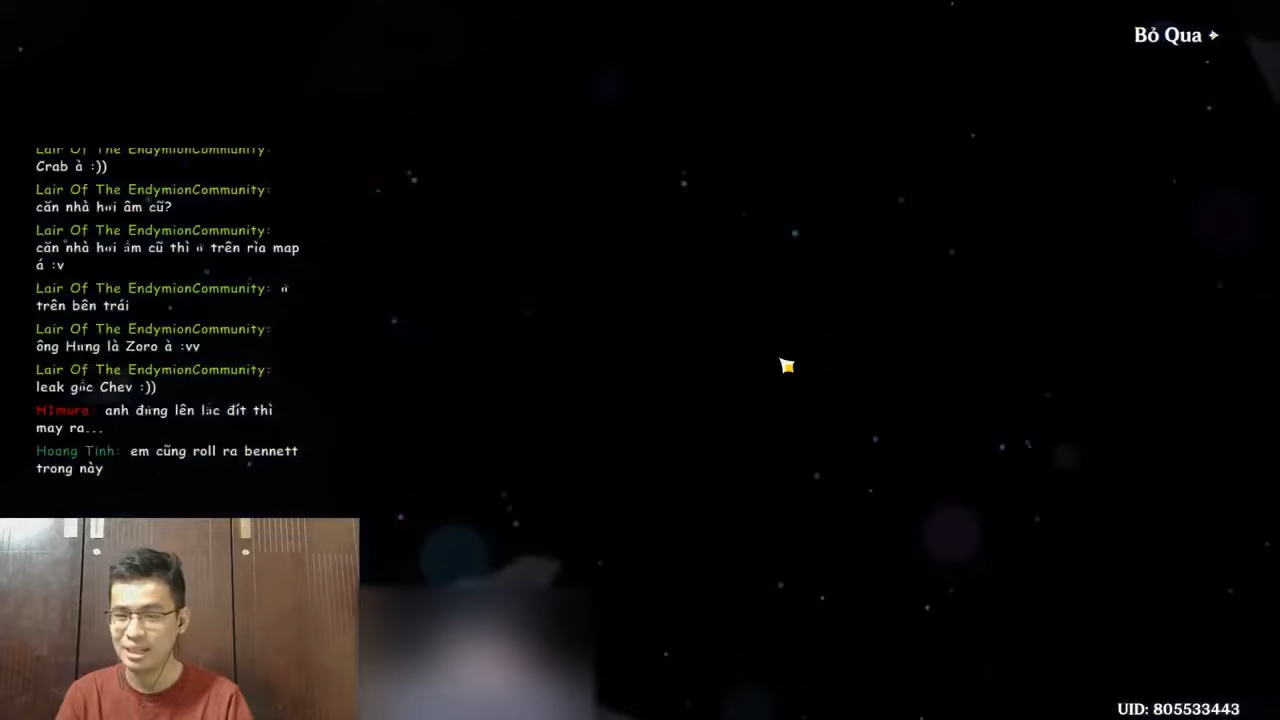 Bỏ Qua
Lair Of The EndymionCommunity:
Crab à :))
Lair Of The EndymionCommunity:
căn nhà hơi âm cũ?
Lair Of The EndymionCommunity:
căn nhà hơi ấm cũ thì ở trên rìa map
á :v
Lair Of The EndymionCommunity: ở
trên bên trái
Lair Of The EndymionCommunity:
ông Hưng là Zoro à :vv
Lair Of The EndymionCommunity:
leak gốc Chev :))
M1mura: anh đứng lên lắc đít thì
may ra...
Hoang Tinh: em cũng roll ra bennett
trong này
UID: 805533443